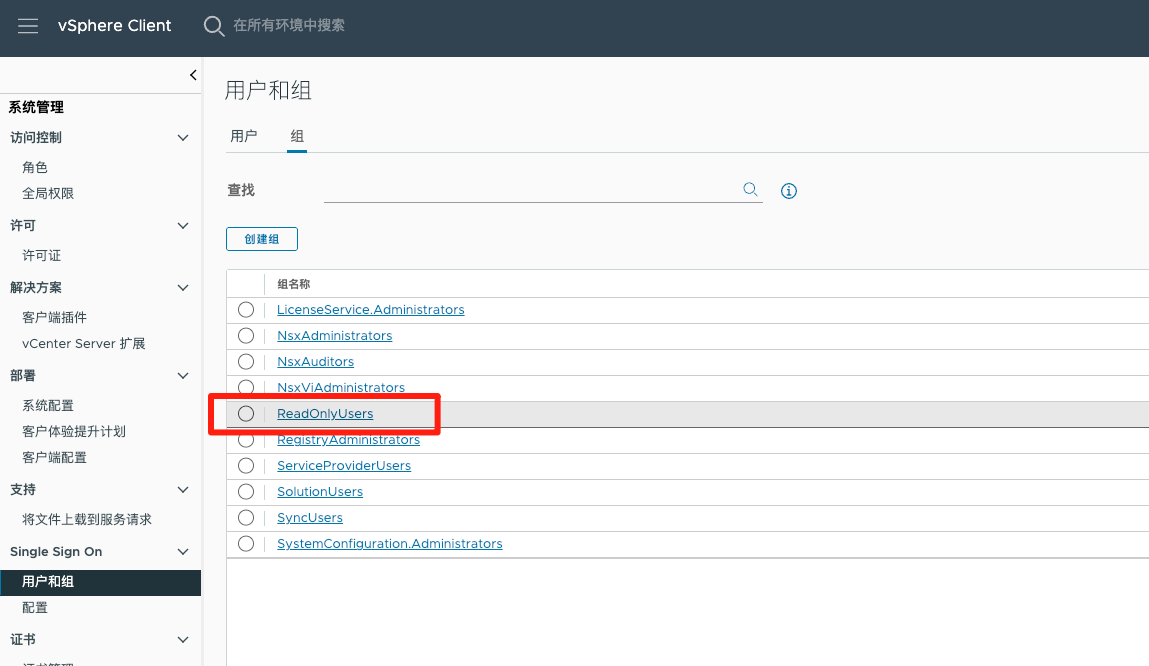 vSphere Client
在所有环境中搜索
系统管理
访问控制
角色
全局权限
许可
许可证
解决方案
客户端插件
vCenter Server 扩展
部署
系统配置
客户体验提升计划
客户端配置
支持
将文件上载到服务请求
Single Sign On
用户和组
配置
证书
证书管理
用户和组
用户 组
查找
创建组
组名称
LicenseService.Administrators
NsxAdministrators
NsxAuditors
NsxViAdministrators
ReadOnlyUsers
RegistryAdministrators
ServiceProviderUsers
SolutionUsers
SyncUsers
SystemConfiguration.Administrators